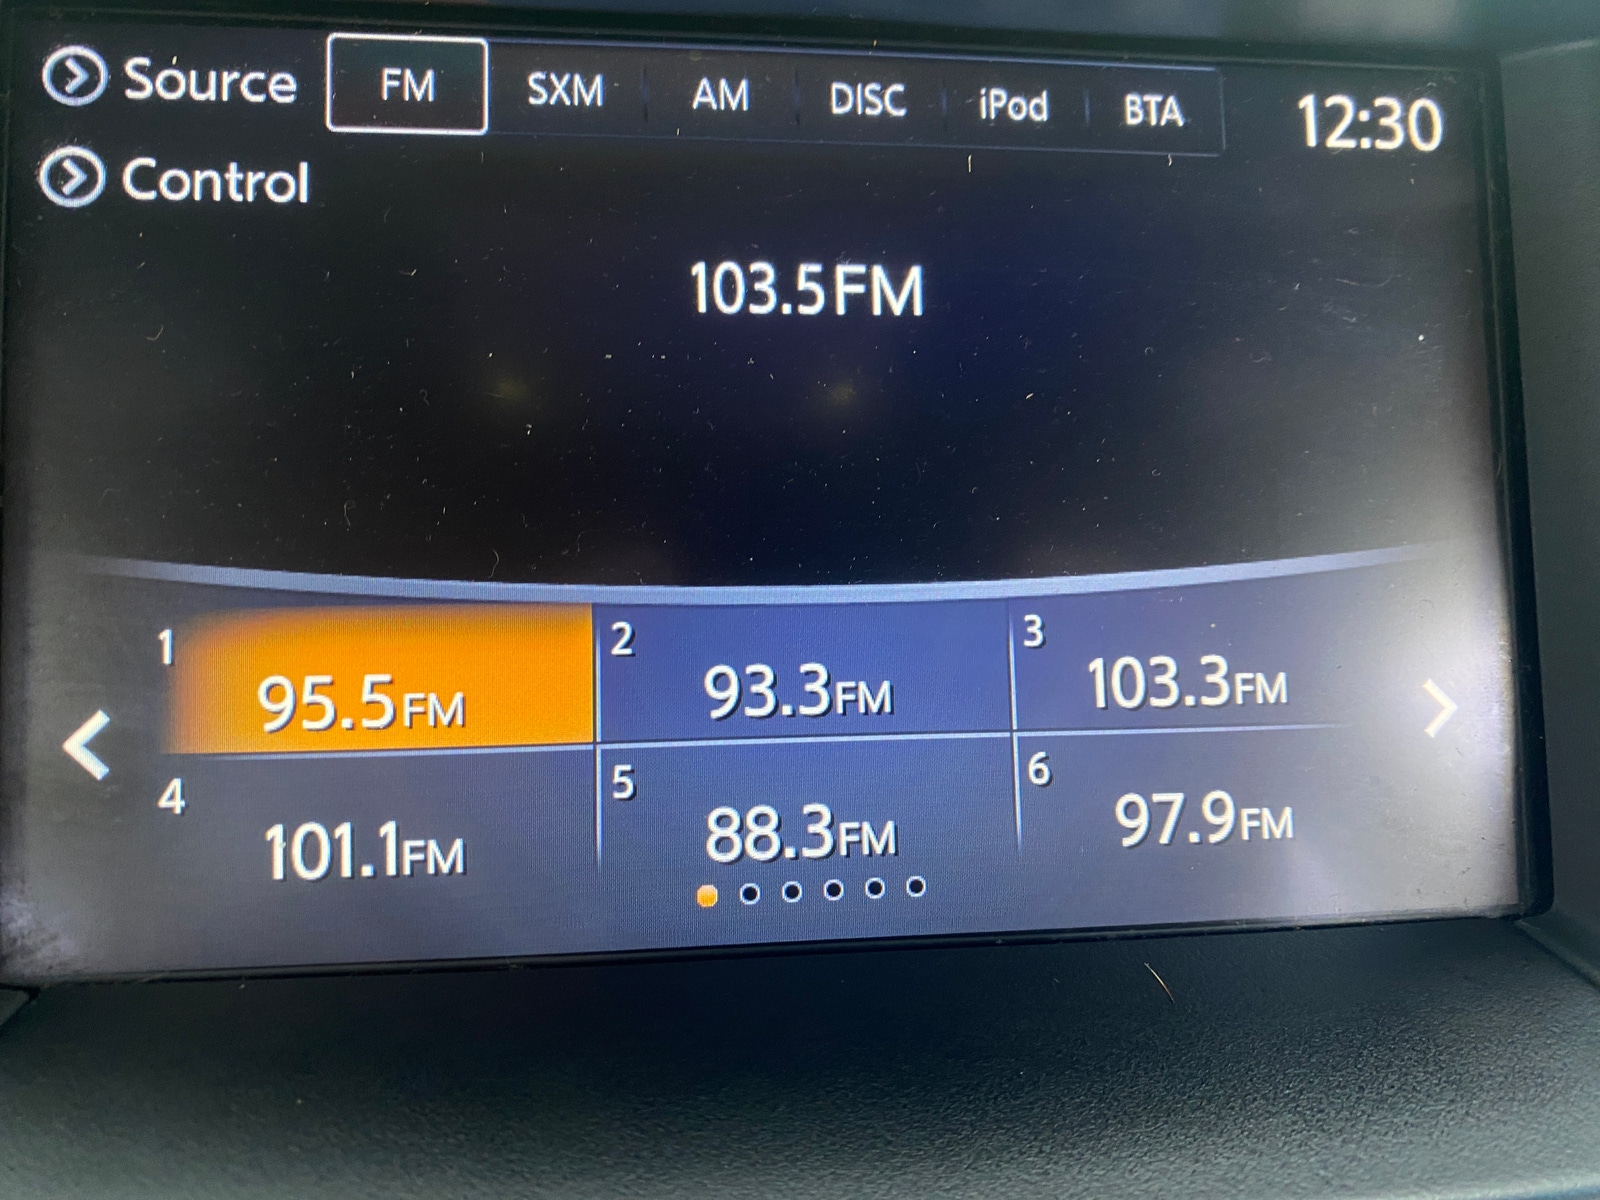 Source FM SXM AM DISC iPod BTA 12:30
Control
103.5FM
1 95.5FM 2 93.3FM 3 103.3FM
4 101.1FM 5 88.3FM 6 97.9FM